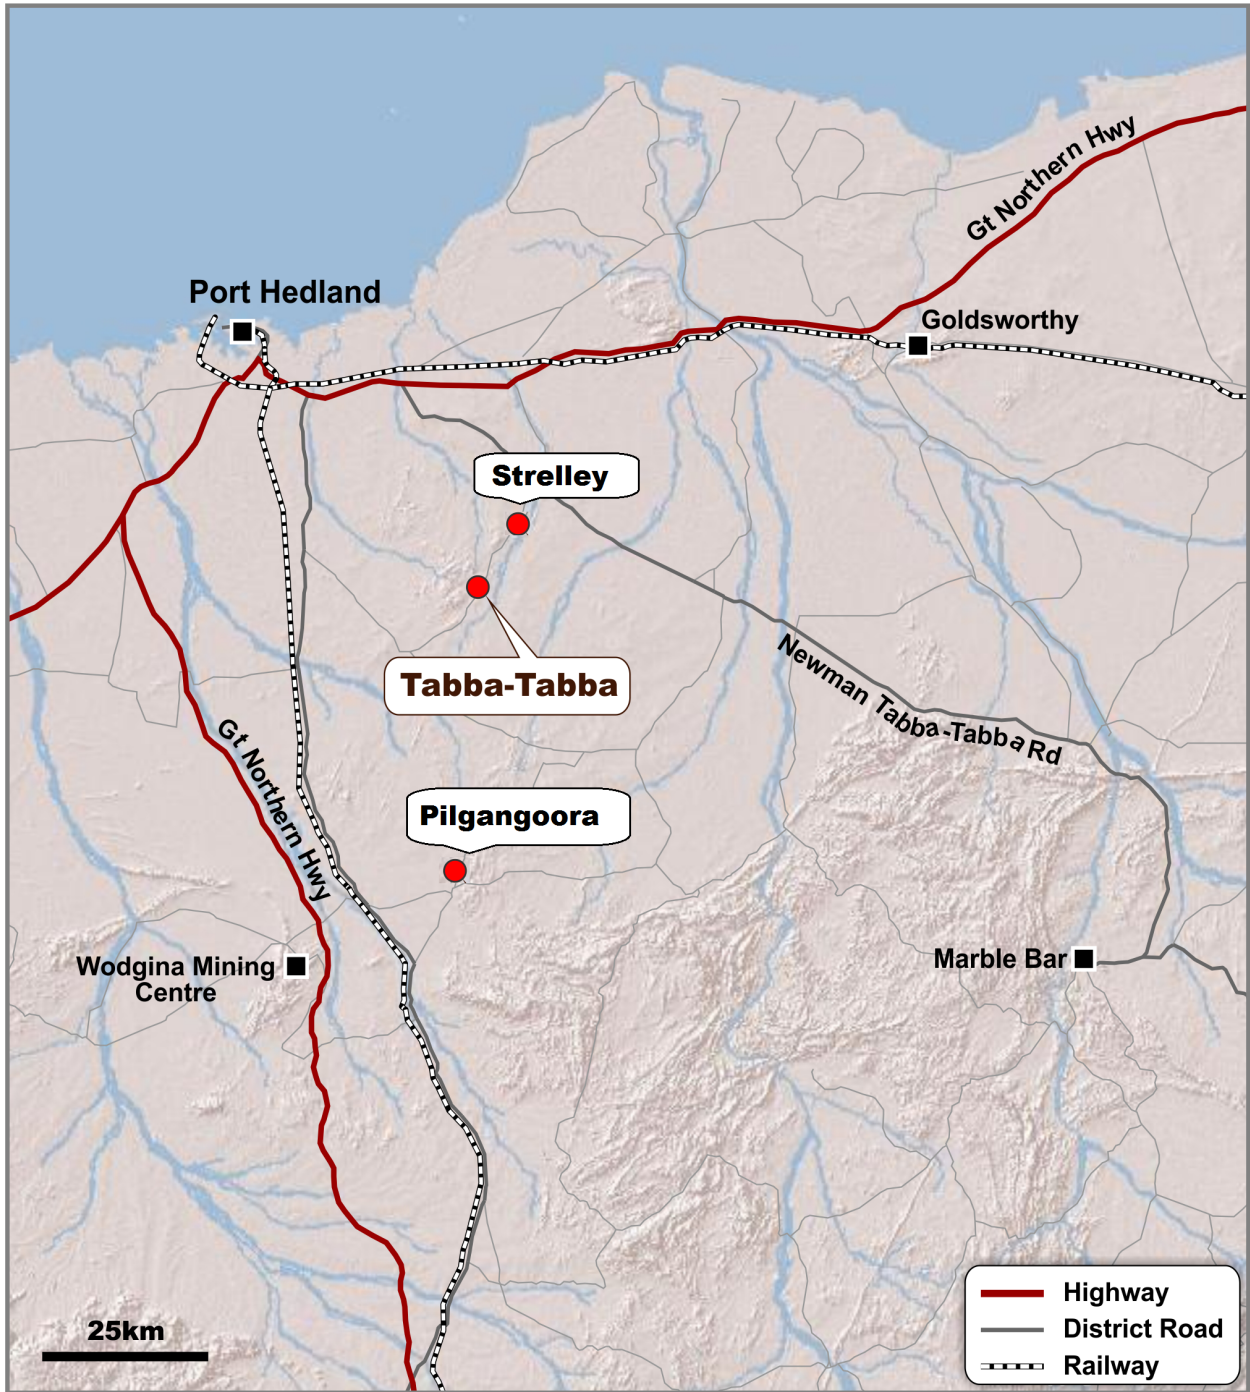 Gt Northern Hwy
Port Hedland
Goldsworthy
Strelley
Tabba-Tabba
Newman Tabba-Tabba Rd
Gt Northern Hwy
Pilgangoora
Wodgina Mining
Centre
Marble Bar
25km
Highway
District Road
Railway